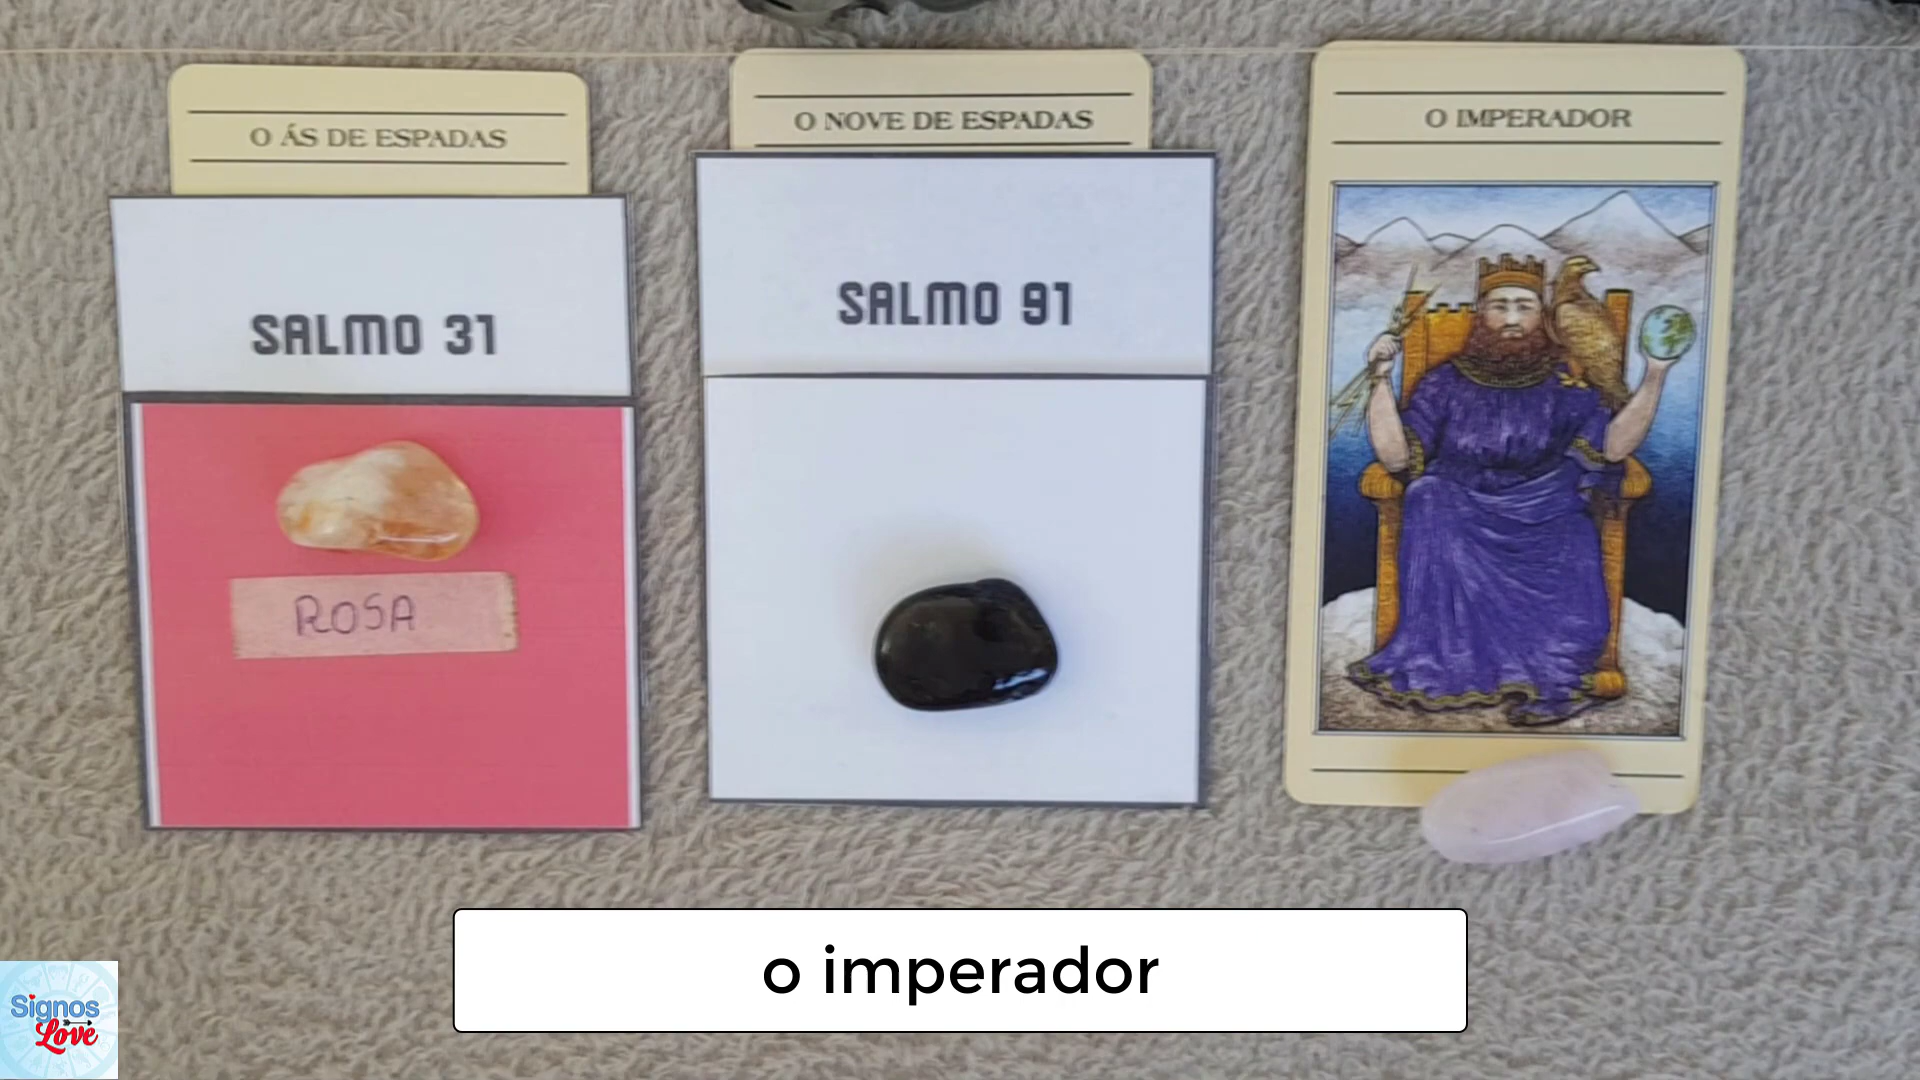 O ÁS DE ESPADAS
SALMO 31
ROSA
O NOVE DE ESPADAS
SALMO 91
O IMPERADOR
o imperador
Signos
Love